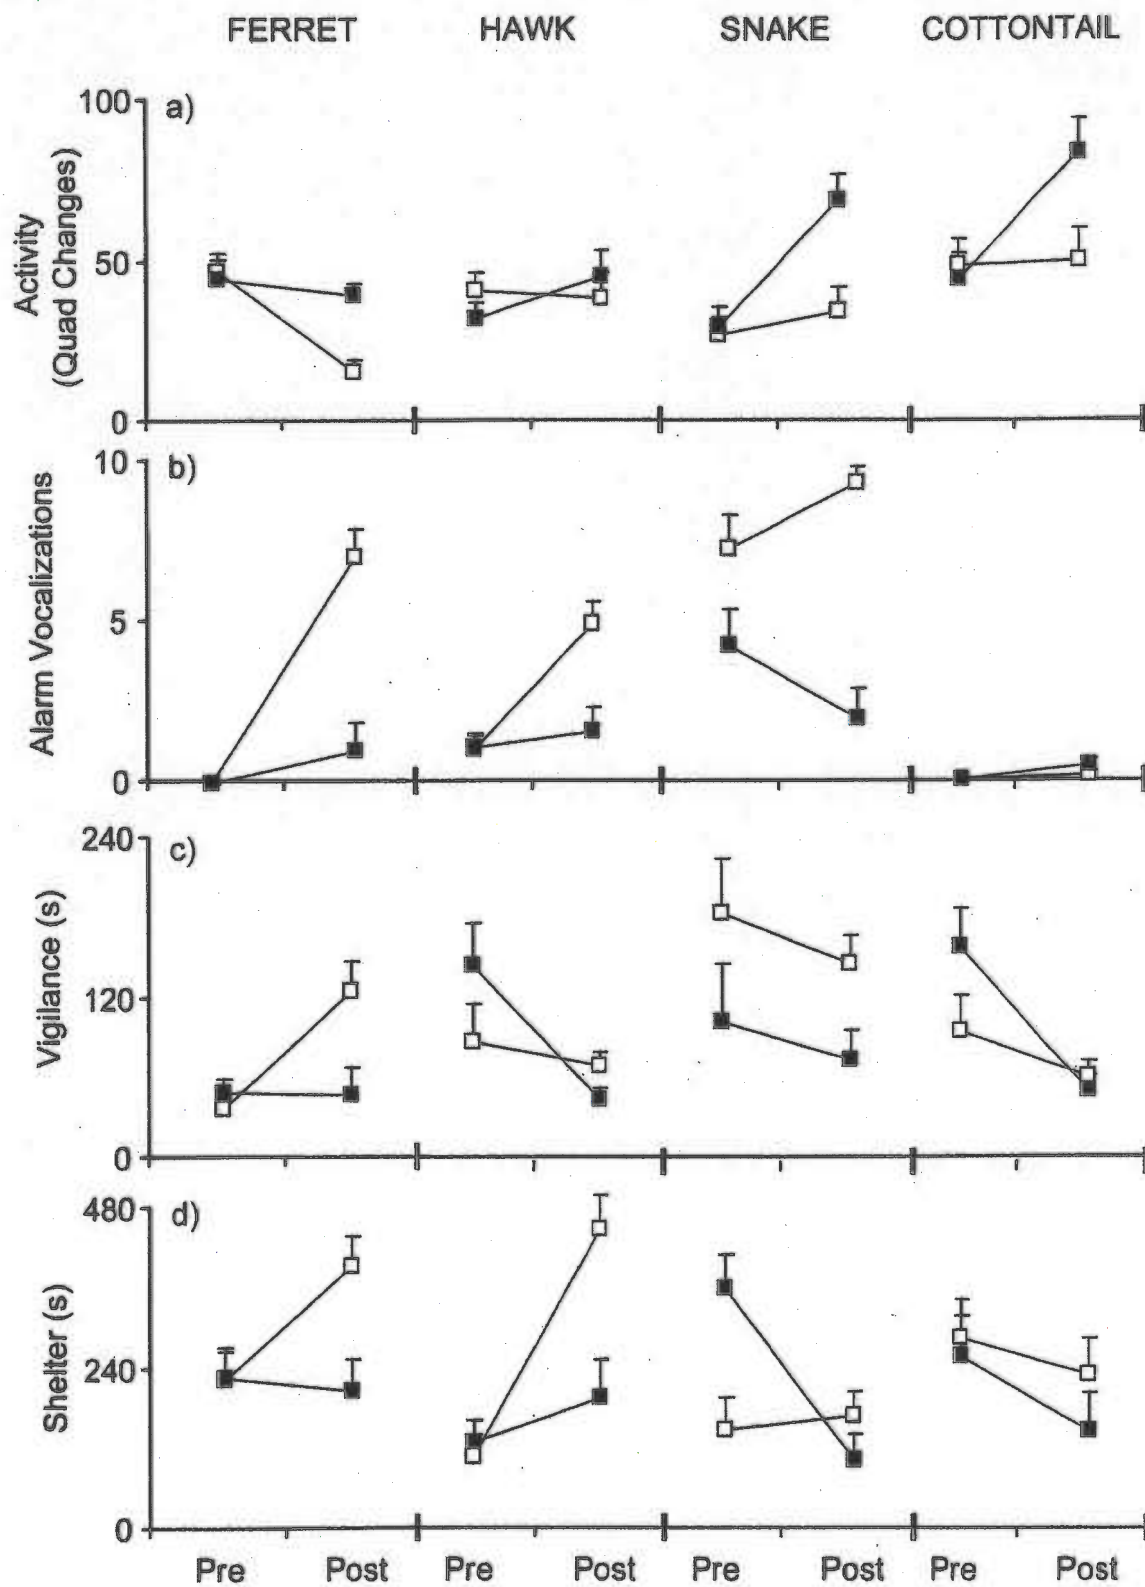 FERRET HAWK SNAKE COTTONTAIL
a)
Activity
(Quad Changes)
100
50
0
b)
Alarm Vocalizations
10
5
0
c)
Vigilance (s)
240
120
0
d)
Shelter (s)
480
240
0
Pre Post Pre Post Pre Post Pre Post